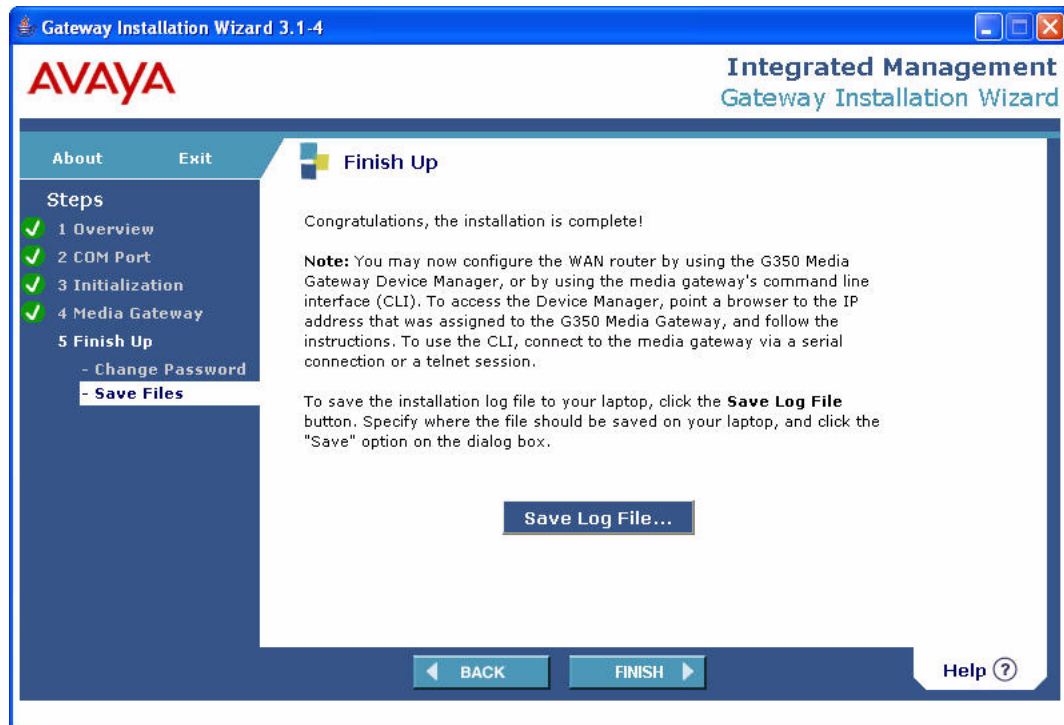 Gateway Installation Wizard 3.1-4
AVAYA
Integrated Management
Gateway Installation Wizard
About Exit
Finish Up
Steps
1 Overview
2 COM Port
3 Initialization
4 Media Gateway
5 Finish Up
- Change Password
- Save Files
Congratulations, the installation is complete!
Note: You may now configure the WAN router by using the G350 Media
Gateway Device Manager, or by using the media gateway's command line
interface (CLI). To access the Device Manager, point a browser to the IP
address that was assigned to the G350 Media Gateway, and follow the
instructions. To use the CLI, connect to the media gateway via a serial
connection or a telnet session.
To save the installation log file to your laptop, click the Save Log File
button. Specify where the file should be saved on your laptop, and click the
"Save" option on the dialog box.
Save Log File...
BACK
FINISH
Help ?